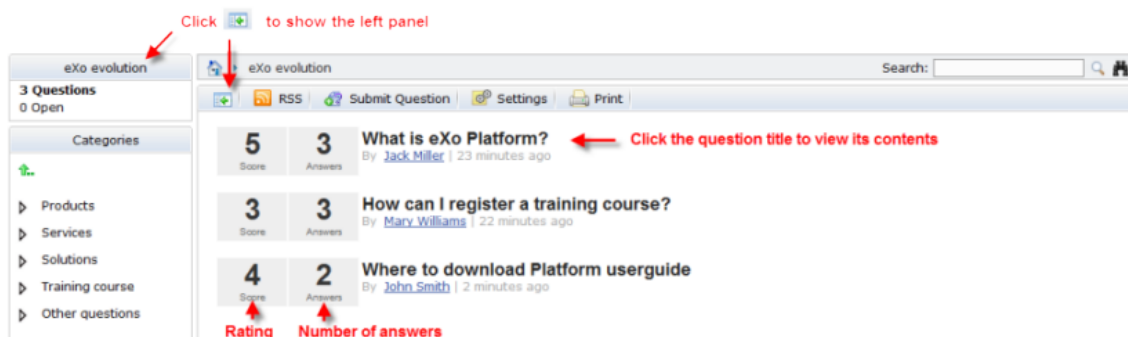 Click to show the left panel
eXo evolution
3 Questions
0 Open
Categories
Products
Services
Solutions
Training course
Other questions
eXo evolution Search:
RSS Submit Question Settings Print
5 3 What is eXo Platform? Click the question title to view its contents
Score Answers By Jack Miller | 23 minutes ago
3 3 How can I register a training course?
Score Answers By Mary Williams | 22 minutes ago
4 2 Where to download Platform userguide
Score Answers By John Smith | 2 minutes ago
Rating Number of answers